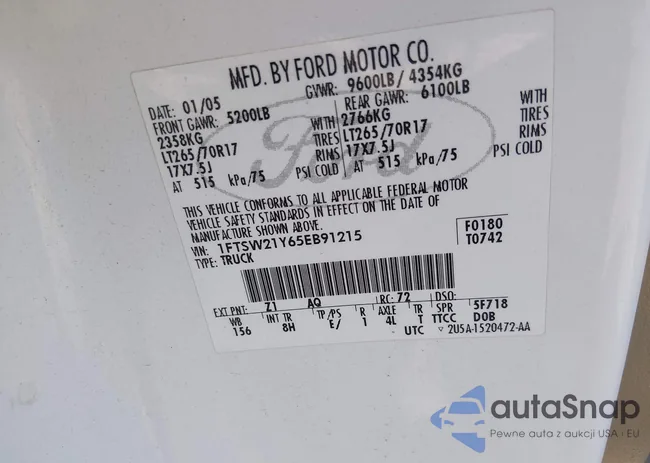 MFD. BY FORD MOTOR CO.
DATE: 01/05 GVWR: 9600LB/ 4354KG
FRONT GAWR: 5200LB REAR GAWR: 6100LB
2358KG WITH 2766KG WITH
LT265/70R17 TIRES LT265/70R17 TIRES
17X7.5J RIMS 17X7.5J RIMS
AT 515 kPa/75 PSI COLD AT 515 kPa/75 PSI COLD
Ford
THIS VEHICLE CONFORMS TO ALL APPLICABLE FEDERAL MOTOR
VEHICLE SAFETY STANDARDS IN EFFECT ON THE DATE OF
MANUFACTURE SHOWN ABOVE.
VIN: 1FTSW21Y65EB91215 F0180
TYPE: TRUCK T0742
EXT PNT: Z1 AQ RC: 72 DSO:
WB INT TR TP/PS R AXLE TR SPR 5F718
156 8H E/ 1 4L T TTCC D0B
UTC 2U5A-1520472-AA
autaSnap
Pewne auta z aukcji USA i EU